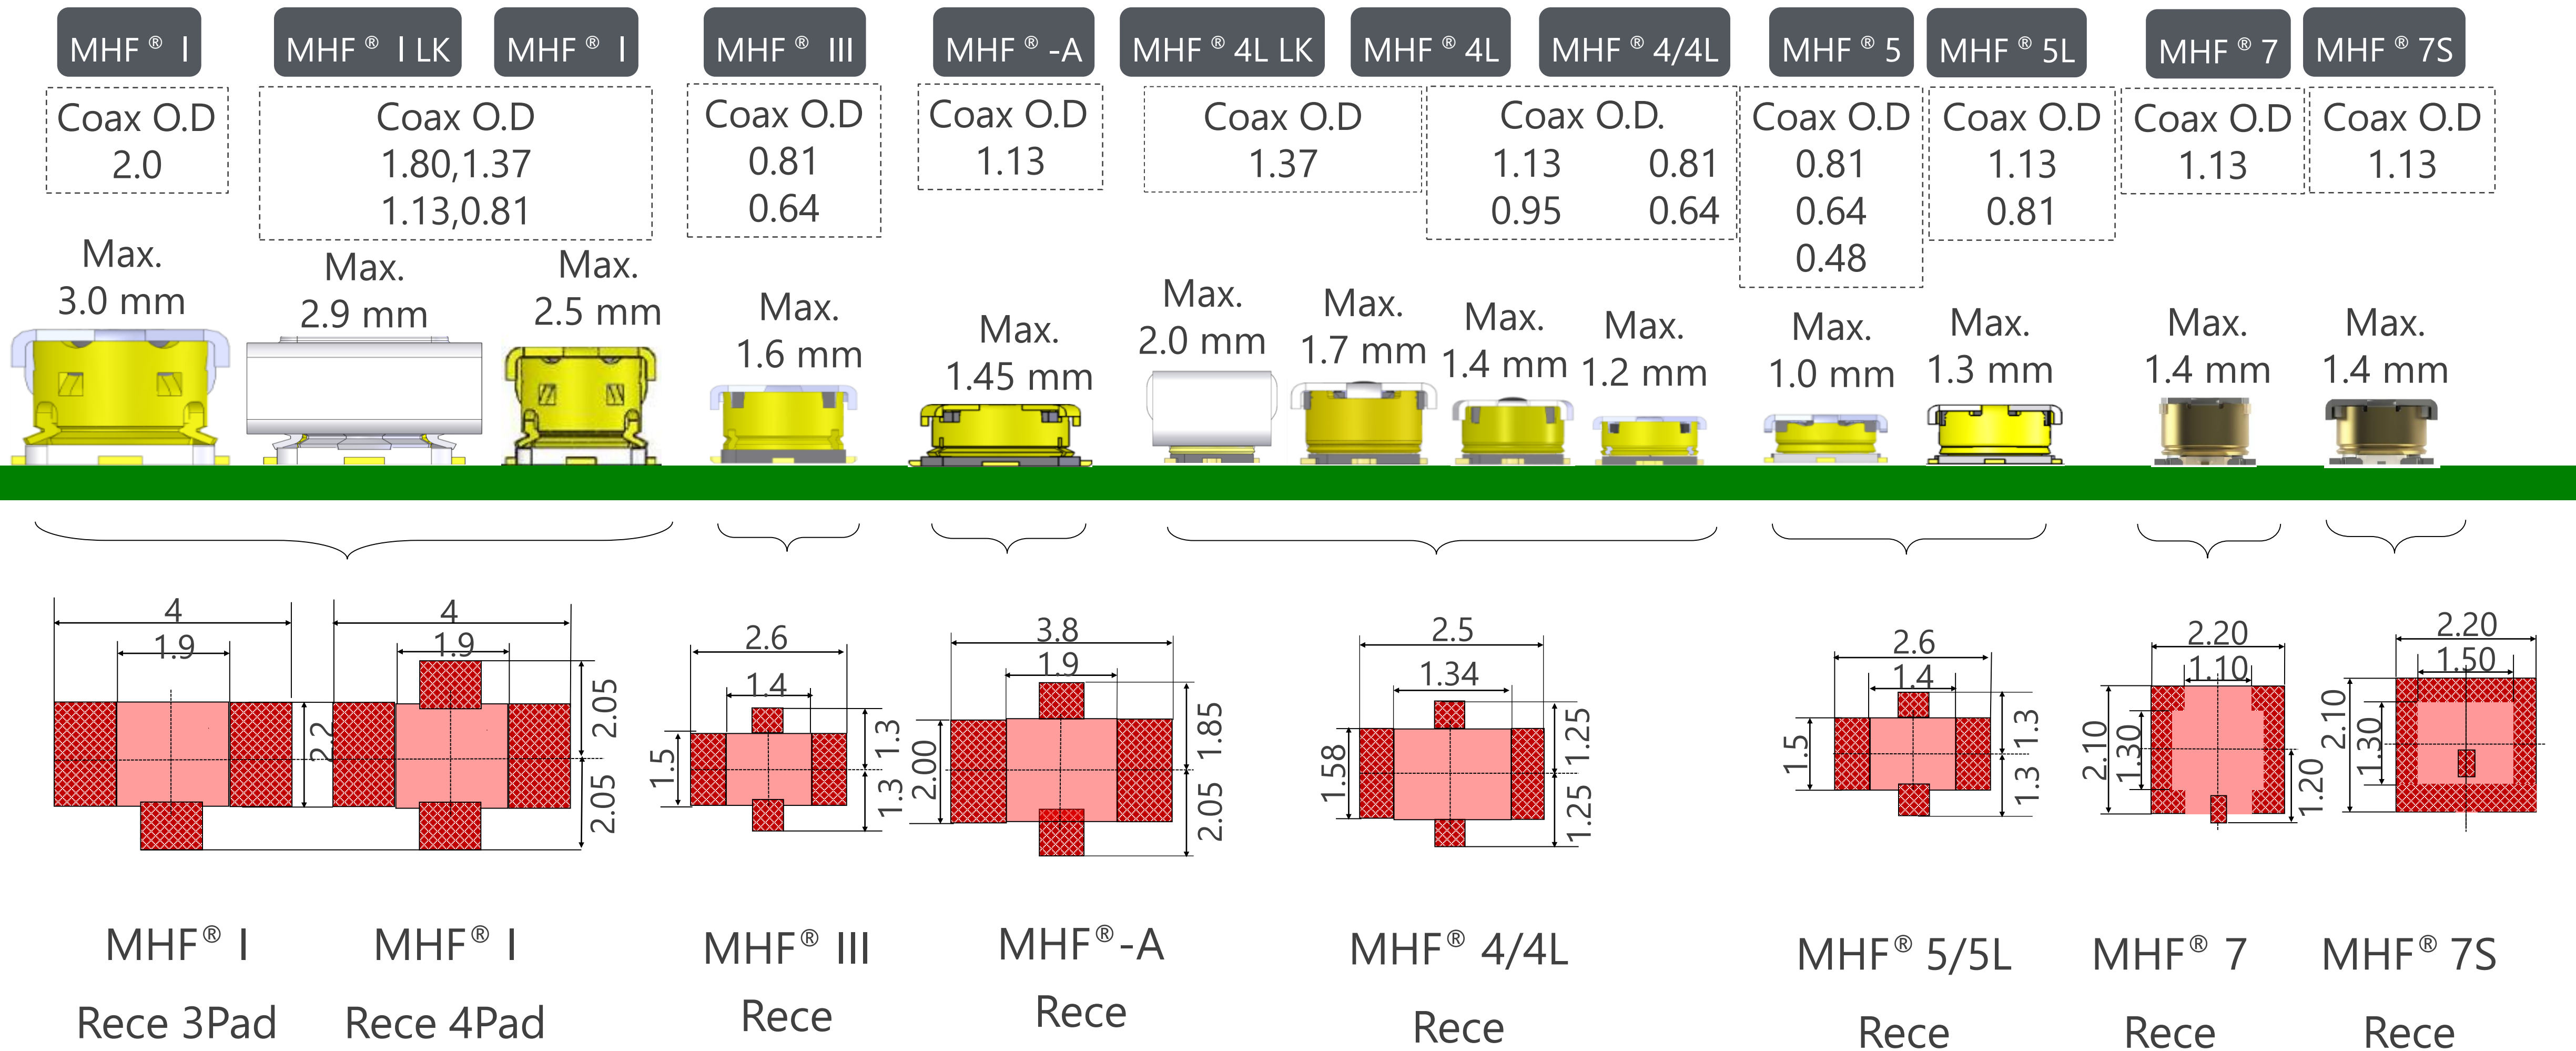 MHF ® I
MHF ® I LK
MHF ® I
MHF ® III
MHF ® -A
MHF ® 4L LK
MHF ® 4L
MHF ® 4/4L
MHF ® 5
MHF ® 5L
MHF ® 7
MHF ® 7S
Coax O.D
2.0
Coax O.D
1.80,1.37
1.13,0.81
Coax O.D
0.81
0.64
Coax O.D
1.13
Coax O.D
1.37
Coax O.D.
1.13 0.81
0.95 0.64
Coax O.D
0.81
0.64
0.48
Coax O.D
1.13
0.81
Coax O.D
1.13
Coax O.D
1.13
Max.
3.0 mm
Max.
2.9 mm
Max.
2.5 mm
Max.
1.6 mm
Max.
1.45 mm
Max.
2.0 mm
Max.
1.7 mm
Max.
1.4 mm
Max.
1.2 mm
Max.
1.0 mm
Max.
1.3 mm
Max.
1.4 mm
Max.
1.4 mm
4
1.9
2.2
4
1.9
2.05
2.05
2.6
1.4
1.5
1.3
1.3
3.8
1.9
2.00
1.85
2.05
2.5
1.34
1.58
1.25
1.25
2.6
1.4
1.5
1.3
1.3
2.20
1.10
2.10
1.30
1.20
2.20
1.50
2.10
1.30
MHF® I
Rece 3Pad
MHF® I
Rece 4Pad
MHF® III
Rece
MHF®-A
Rece
MHF® 4/4L
Rece
MHF® 5/5L
Rece
MHF® 7
Rece
MHF® 7S
Rece